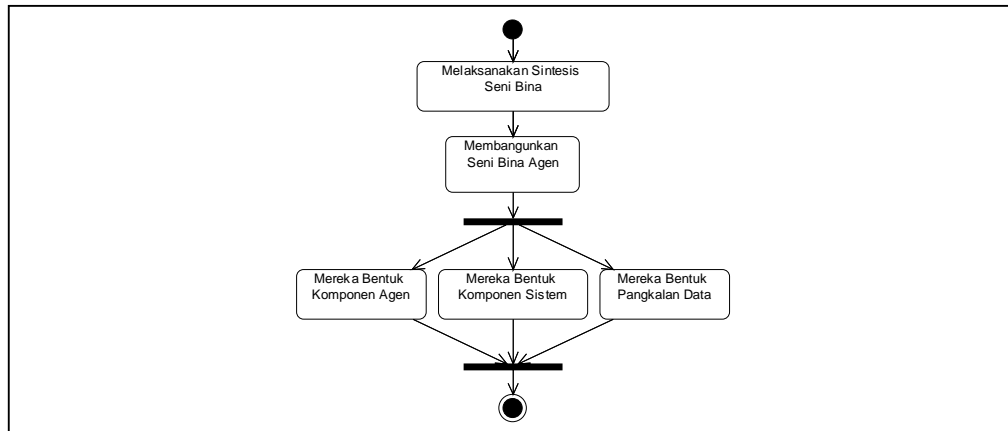 Melaksanakan Sintesis
Seni Bina
Membangunkan
Seni Bina Agen
Mereka Bentuk
Komponen Agen
Mereka Bentuk
Komponen Sistem
Mereka Bentuk
Pangkalan Data